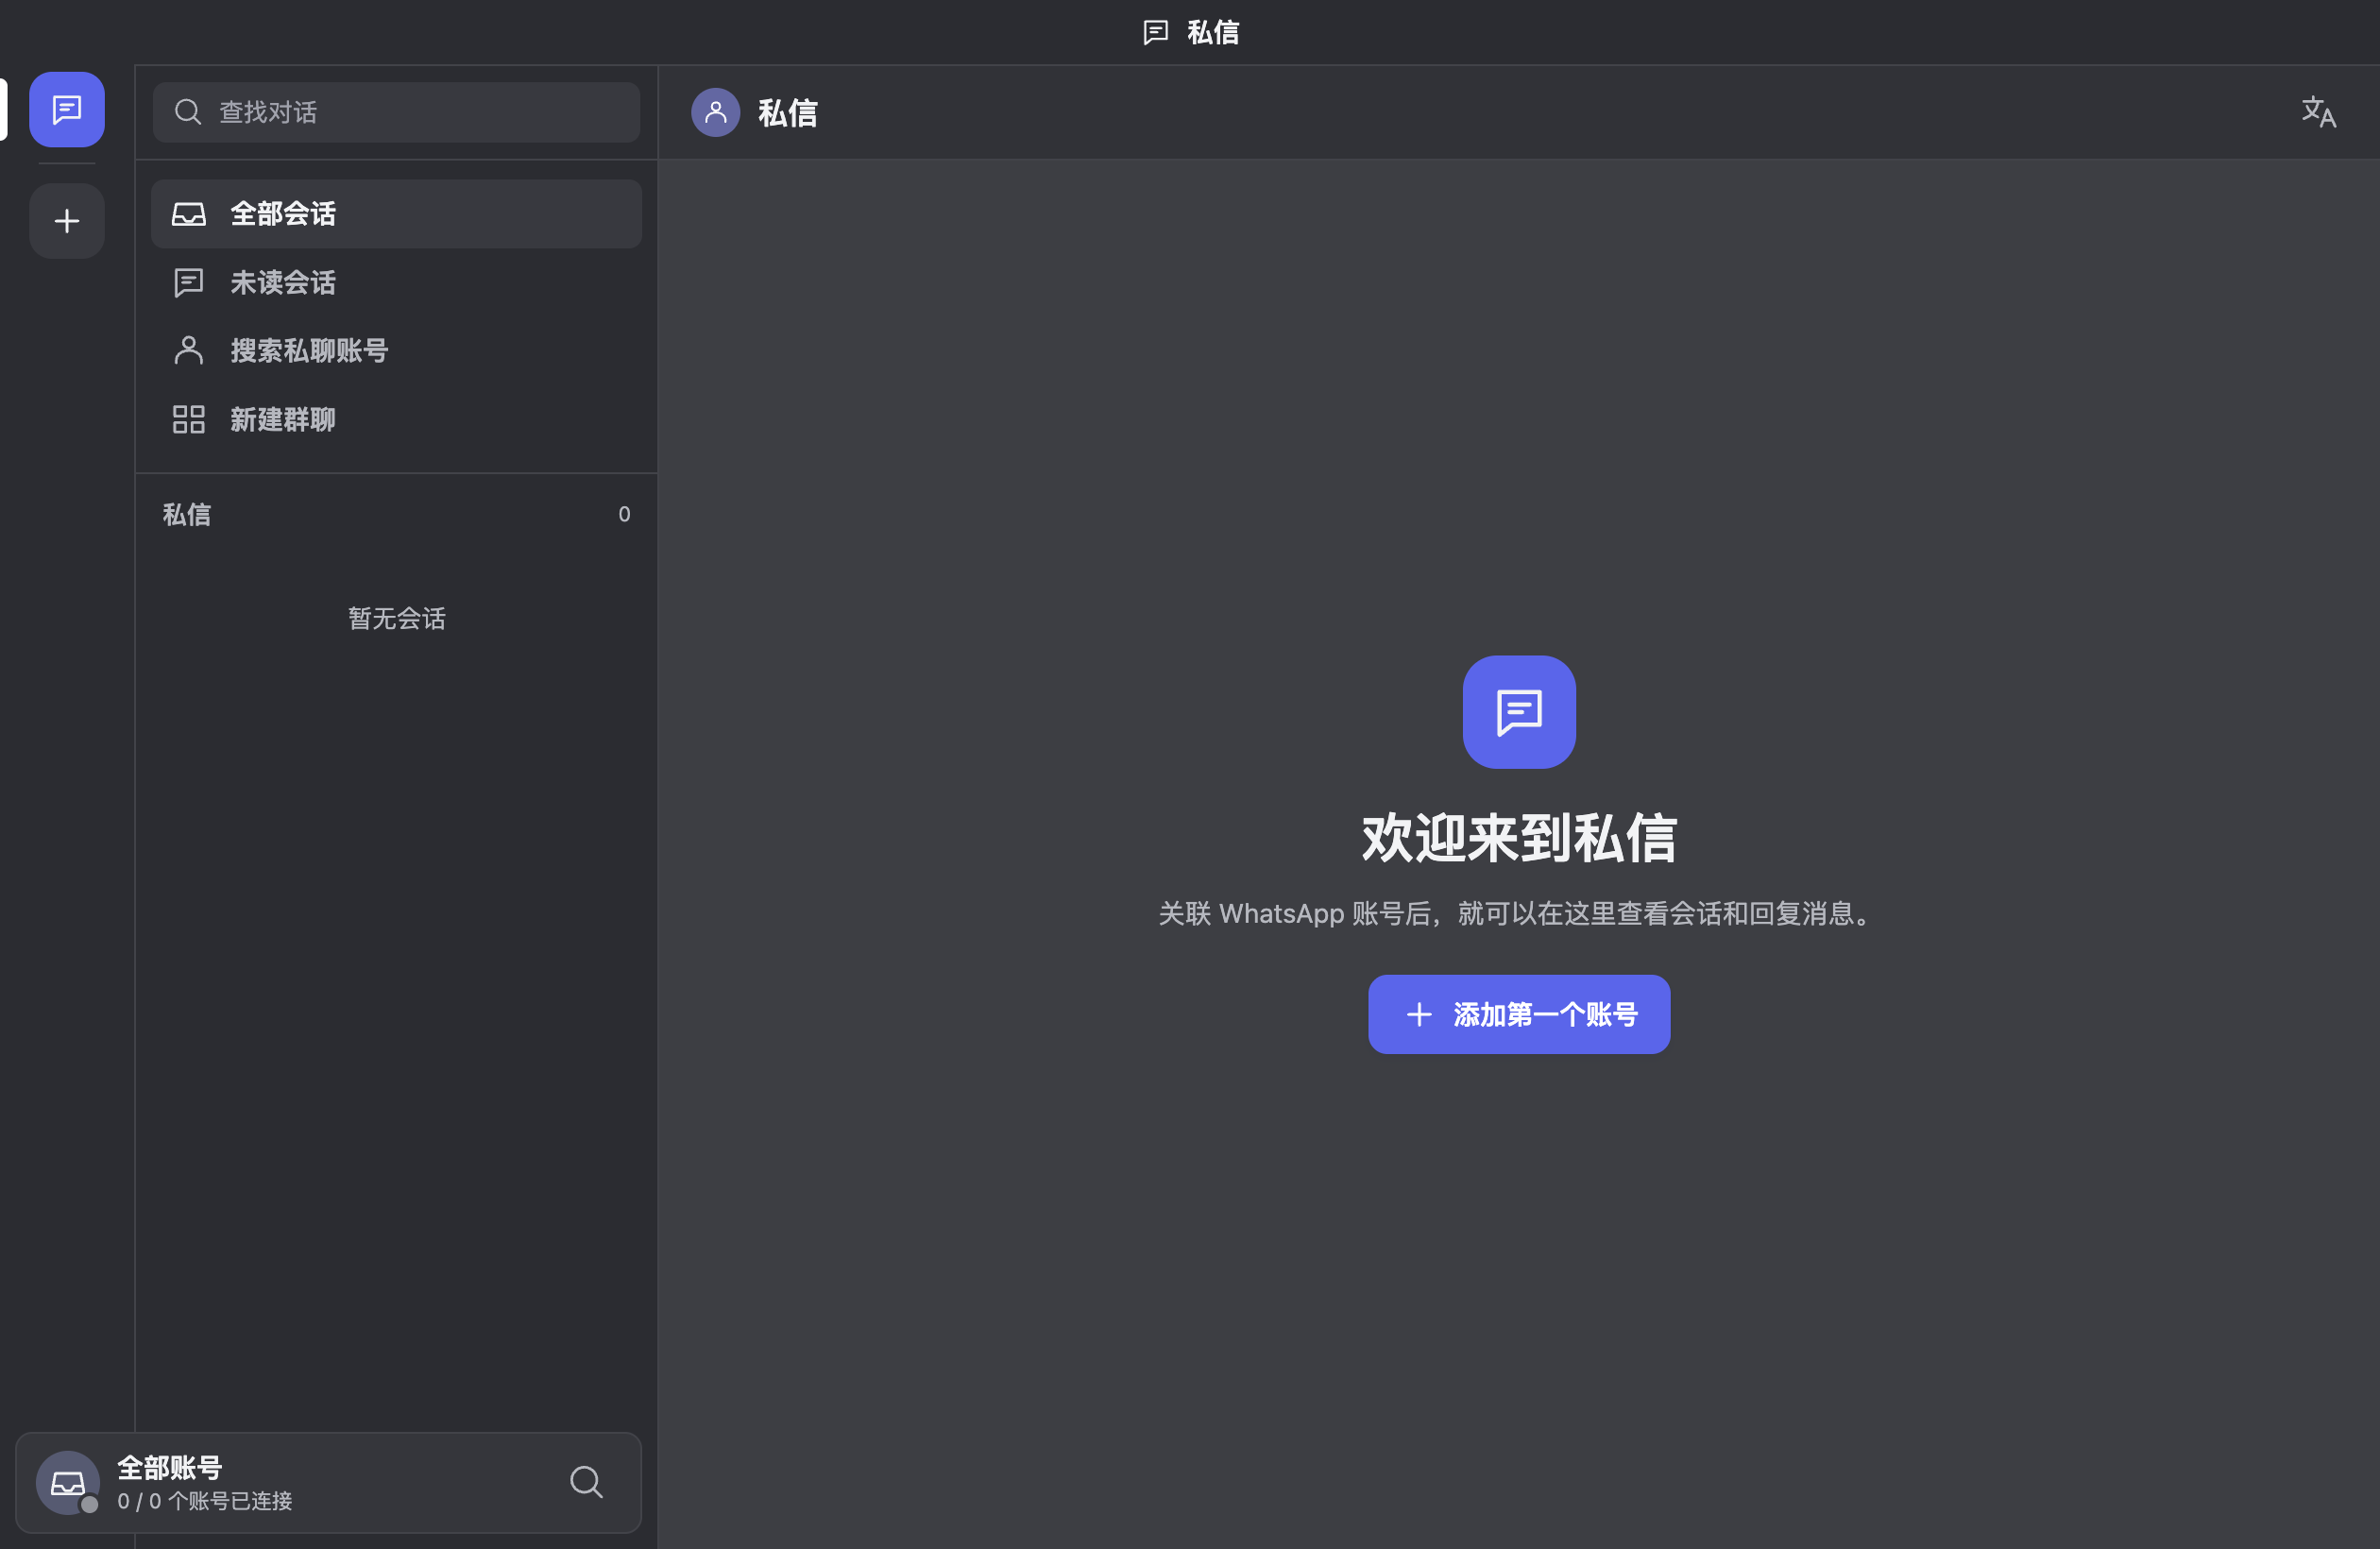 私信
查找对话
私信
全部会话
未读会话
搜索私聊账号
新建群聊
私信
0
暂无会话
欢迎来到私信
关联 WhatsApp 账号后，就可以在这里查看会话和回复消息。
添加第一个账号
全部账号
0 / 0 个账号已连接